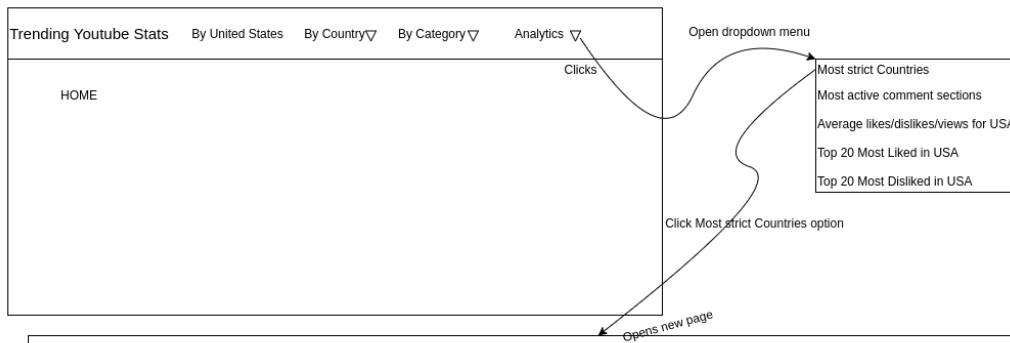 Trending Youtube Stats By United States By Country By Category Analytics
Open dropdown menu
Clicks
HOME
Most strict Countries
Most active comment sections
Average likes/dislikes/views for USA
Top 20 Most Liked in USA
Top 20 Most Disliked in USA
Click Most strict Countries option
Opens new page